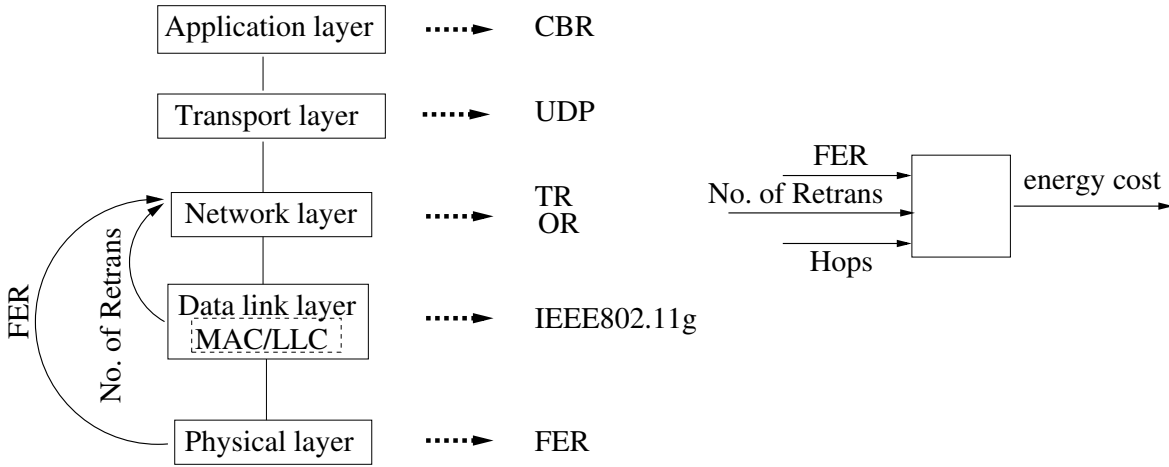 Application layer
CBR
Transport layer
UDP
FER
No. of Retrans
energy cost
Hops
Network layer
TR
OR
FER
No. of Retrans
Data link layer
MAC/LLC
IEEE802.11g
Physical layer
FER